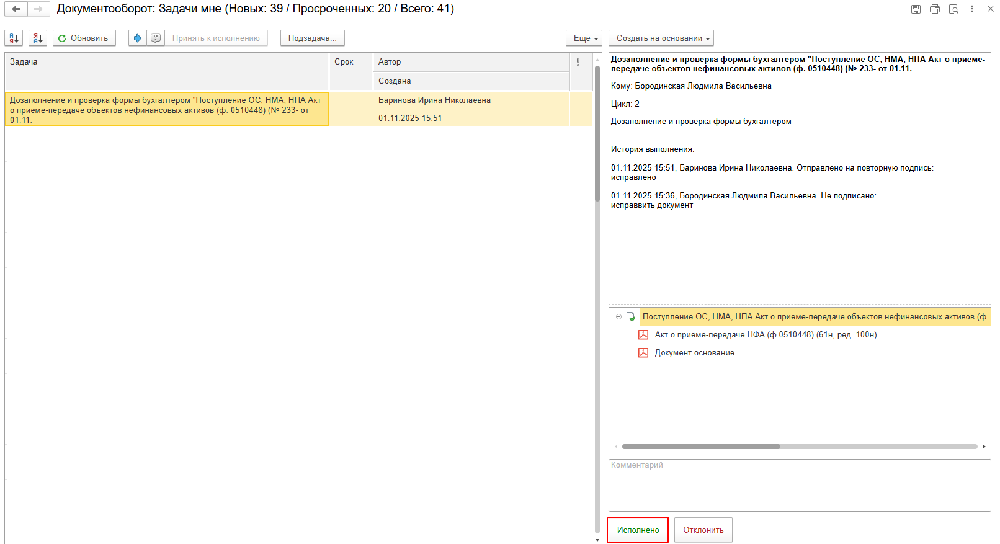 Документооборот: Задачи мне (Новых: 39 / Просроченных: 20 / Всего: 41)
Обновить
Принять к исполнению
Подзадача...
Еще
Создать на основании
Задача
Срок
Автор
Создана
Дозаполнение и проверка формы бухгалтером "Поступление ОС, НМА, НПА Акт
о приеме-передаче объектов нефинансовых активов (ф. 0510448) (№ 233- от
01.11.
Баринова Ирина Николаевна
01.11.2025 15:51
Дозаполнение и проверка формы бухгалтером "Поступление ОС, НМА, НПА Акт о приеме-
передаче объектов нефинансовых активов (ф. 0510448) (№ 233- от 01.11.
Кому: Бородинская Людмила Васильевна
Цикл: 2
Дозаполнение и проверка формы бухгалтером
История выполнения:
------------------------------------
01.11.2025 15:51, Баринова Ирина Николаевна. Отправлено на повторную подпись:
исправлено
01.11.2025 15:36, Бородинская Людмила Васильевна. Не подписано:
исправвить документ
Поступление ОС, НМА, НПА Акт о приеме-передаче объектов нефинансовых активов (ф.
Акт о приеме-передаче НФА (ф.0510448) (61н, ред. 100н)
Документ основание
Комментарий
Исполнено
Отклонить